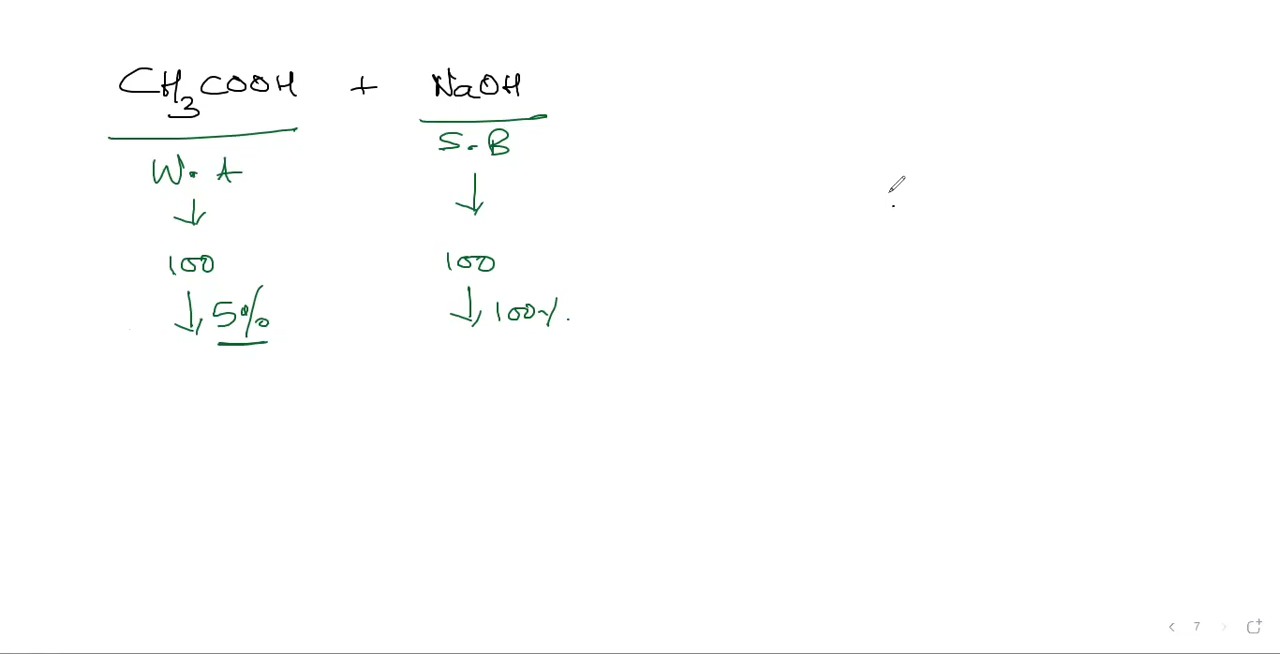 CH3COOH + NaOH
W. A S. B
↓ ↓
100 100
↓, 5% ↓, 100%.
< 7 >